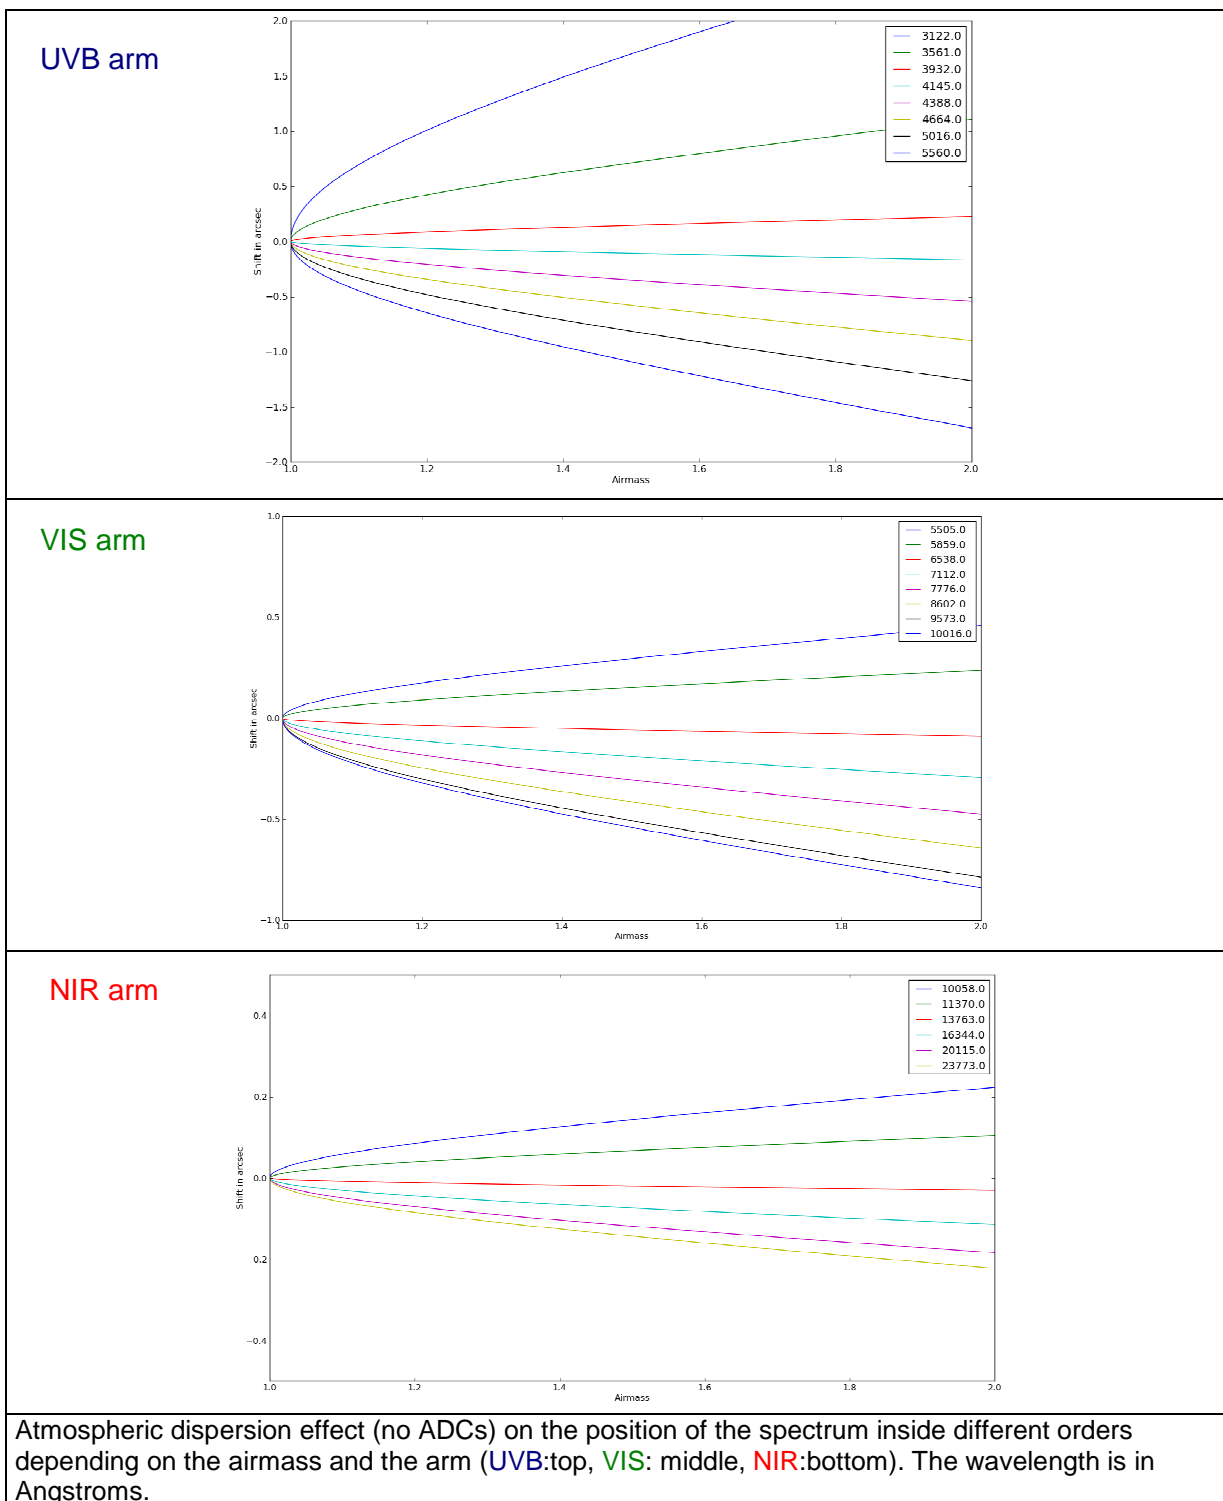 UVB arm
2.0
1.5
1.0
0.5
0.0
−0.5
−1.0
−1.5
−2.0
Shift in arcsec
1.0 1.2 1.4 1.6 1.8 2.0
Airmass
3122.0
3561.0
3932.0
4145.0
4388.0
4664.0
5016.0
5560.0
VIS arm
1.0
0.5
0.0
−0.5
−1.0
Shift in arcsec
1.0 1.2 1.4 1.6 1.8 2.0
Airmass
5505.0
5859.0
6538.0
7112.0
7776.0
8602.0
9573.0
10016.0
NIR arm
0.4
0.2
0.0
0.2
−0.4
Shift in arcsec
1.0 1.2 1.4 1.6 1.8 2.0
Airmass
10058.0
11370.0
13763.0
16344.0
20115.0
23773.0
Atmospheric dispersion effect (no ADCs) on the position of the spectrum inside different orders
depending on the airmass and the arm (UVB:top, VIS: middle, NIR:bottom). The wavelength is in
Angstroms.